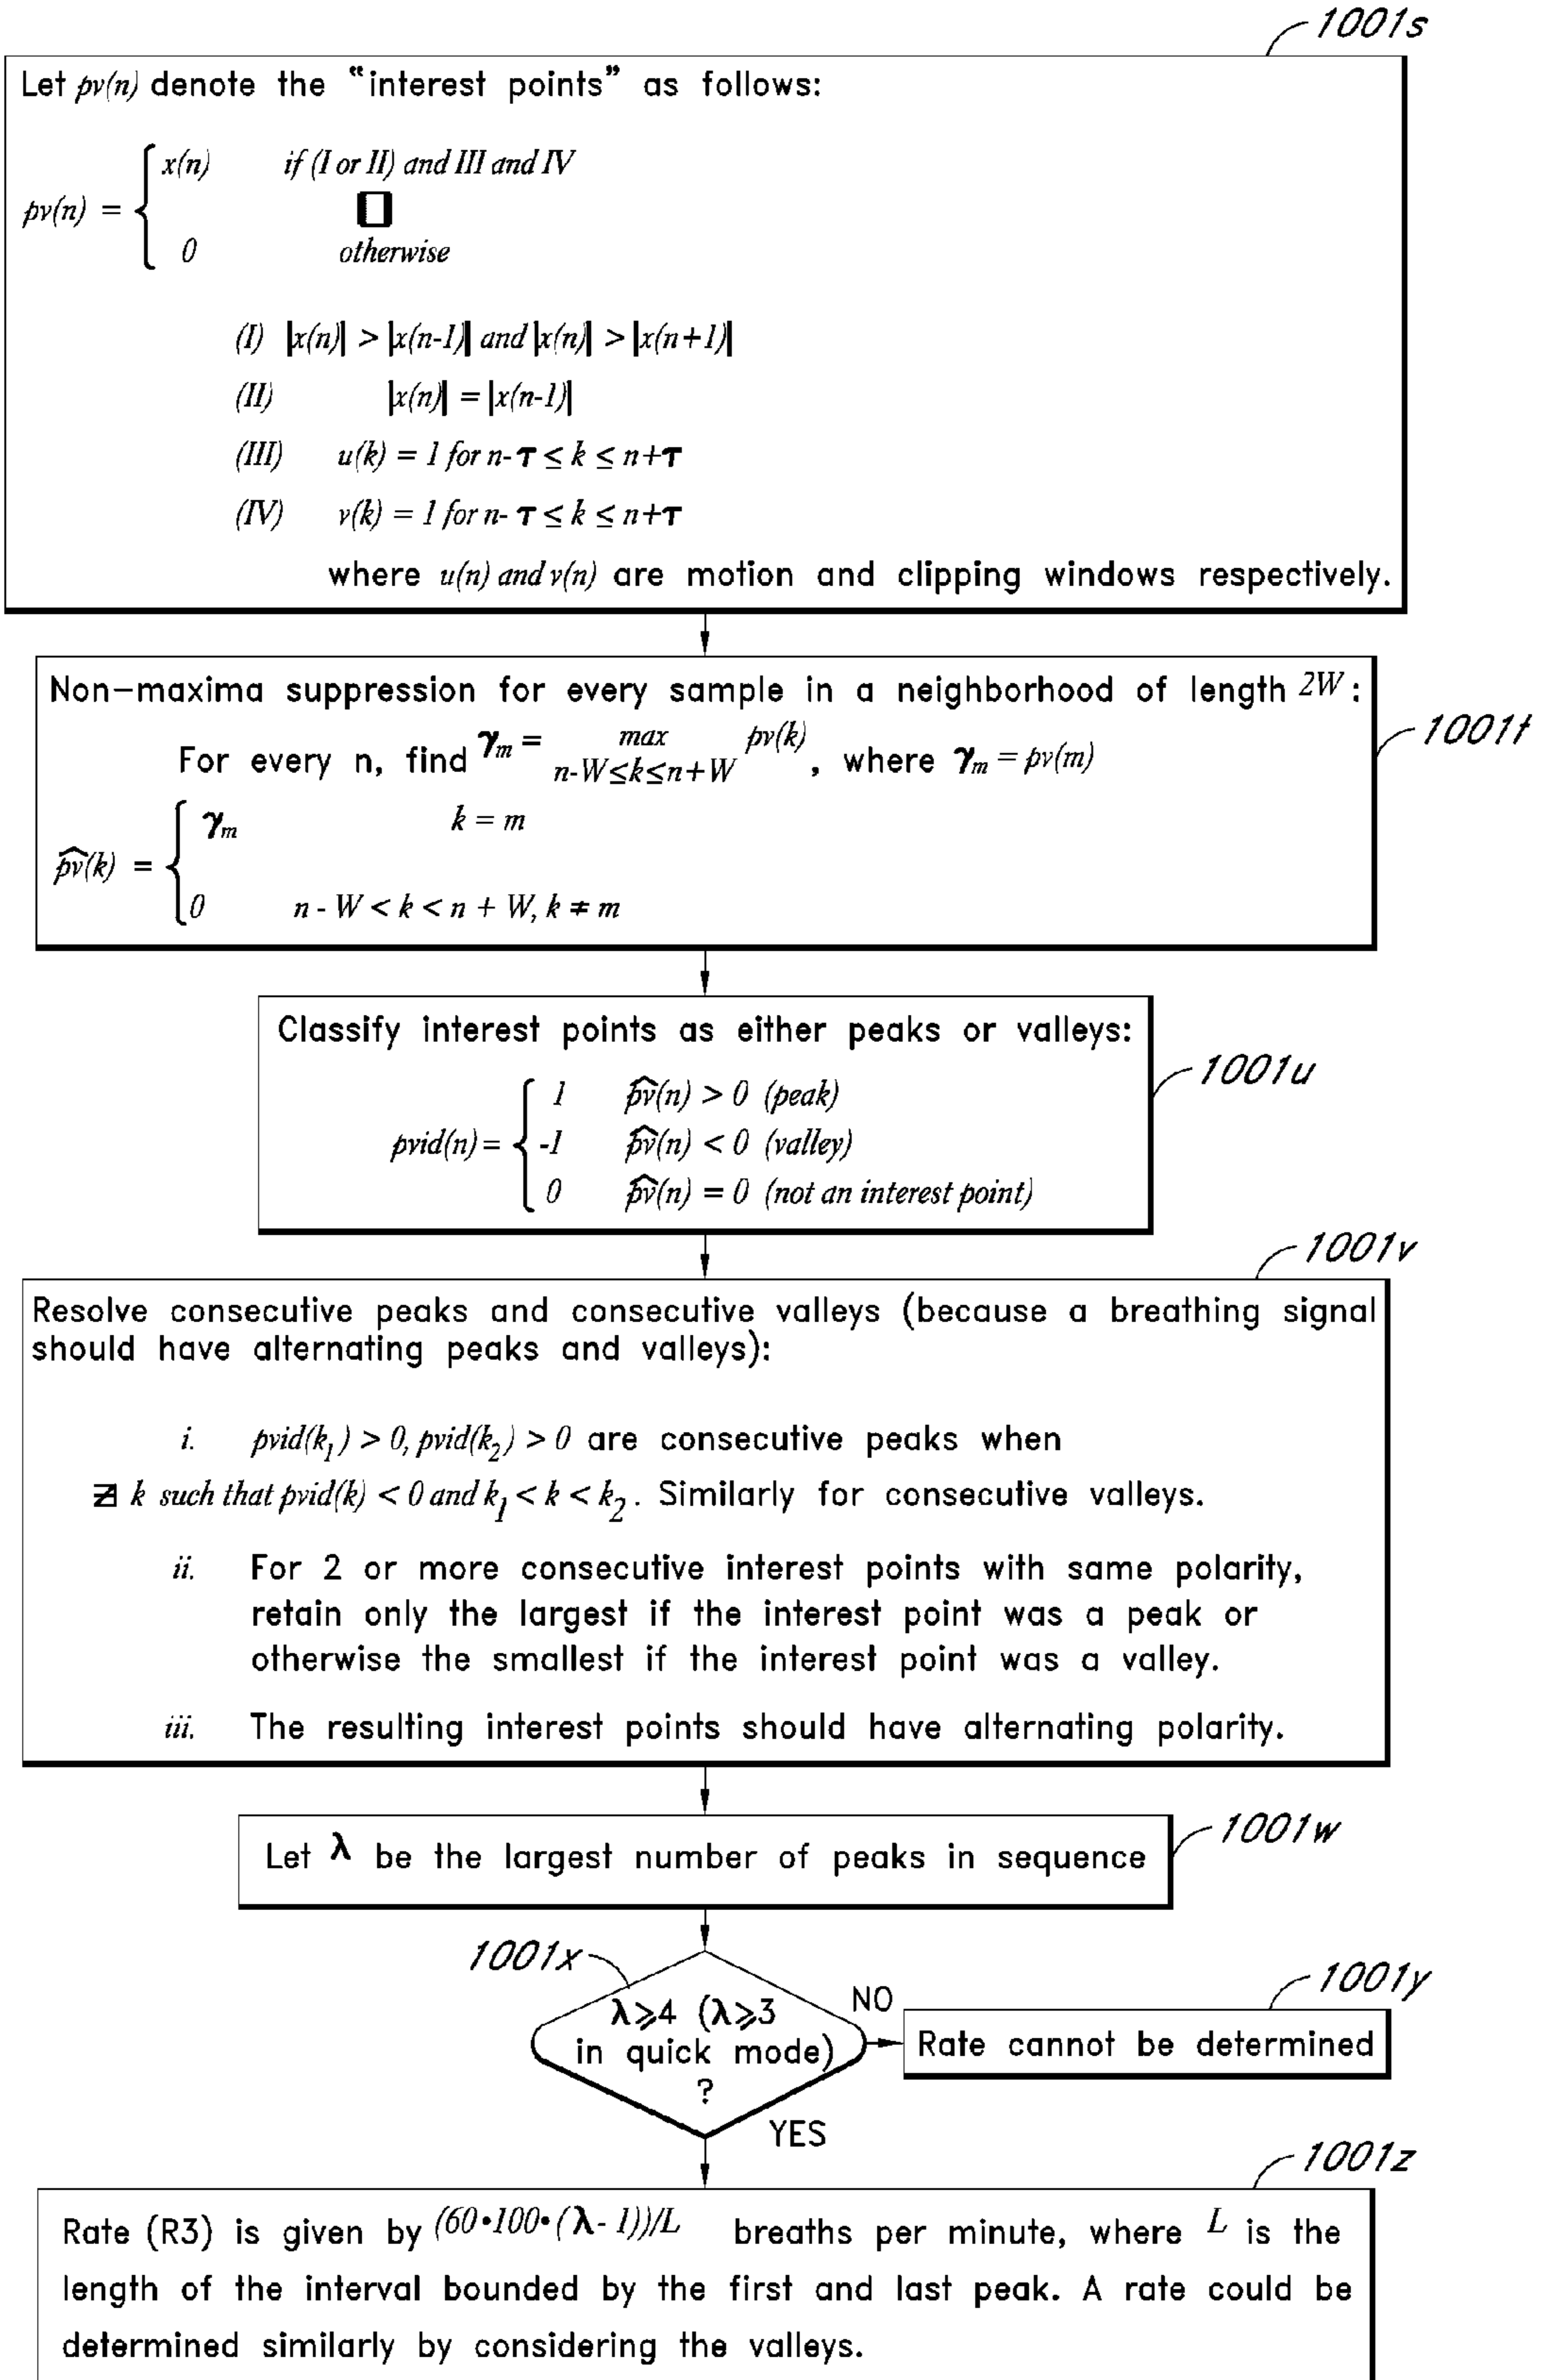 1001s
Let pv(n) denote the “interest points” as follows:
x(n) if (I or II) and III and IV
pv(n) =
0 otherwise
(I) |x(n)| > |x(n-1)| and |x(n)| > |x(n+1)|
(II) |x(n)| = |x(n-1)|
(III) u(k) = 1 for n- τ ≤ k ≤ n+τ
(IV) v(k) = 1 for n- τ ≤ k ≤ n+τ
where u(n) and v(n) are motion and clipping windows respectively.
Non-maxima suppression for every sample in a neighborhood of length 2W :
1001t
For every n, find γm = max n-W≤k≤n+W pv(k) , where γm = pv(m)
γm k = m
p̂v(k) =
0 n - W < k < n + W, k ≠ m
Classify interest points as either peaks or valleys:
1001u
1 p̂v(n) > 0 (peak)
pvid(n) = -1 p̂v(n) < 0 (valley)
0 p̂v(n) = 0 (not an interest point)
1001v
Resolve consecutive peaks and consecutive valleys (because a breathing signal
should have alternating peaks and valleys):
i. pvid(k1) > 0, pvid(k2) > 0 are consecutive peaks when
∄ k such that pvid(k) < 0 and k1 < k < k2. Similarly for consecutive valleys.
ii. For 2 or more consecutive interest points with same polarity,
retain only the largest if the interest point was a peak or
otherwise the smallest if the interest point was a valley.
iii. The resulting interest points should have alternating polarity.
1001w
Let λ be the largest number of peaks in sequence
1001x
λ⩾4 (λ⩾3
in quick mode)
?
NO
1001y
Rate cannot be determined
YES
1001z
Rate (R3) is given by (60•100•(λ- 1))/L breaths per minute, where L is the
length of the interval bounded by the first and last peak. A rate could be
determined similarly by considering the valleys.